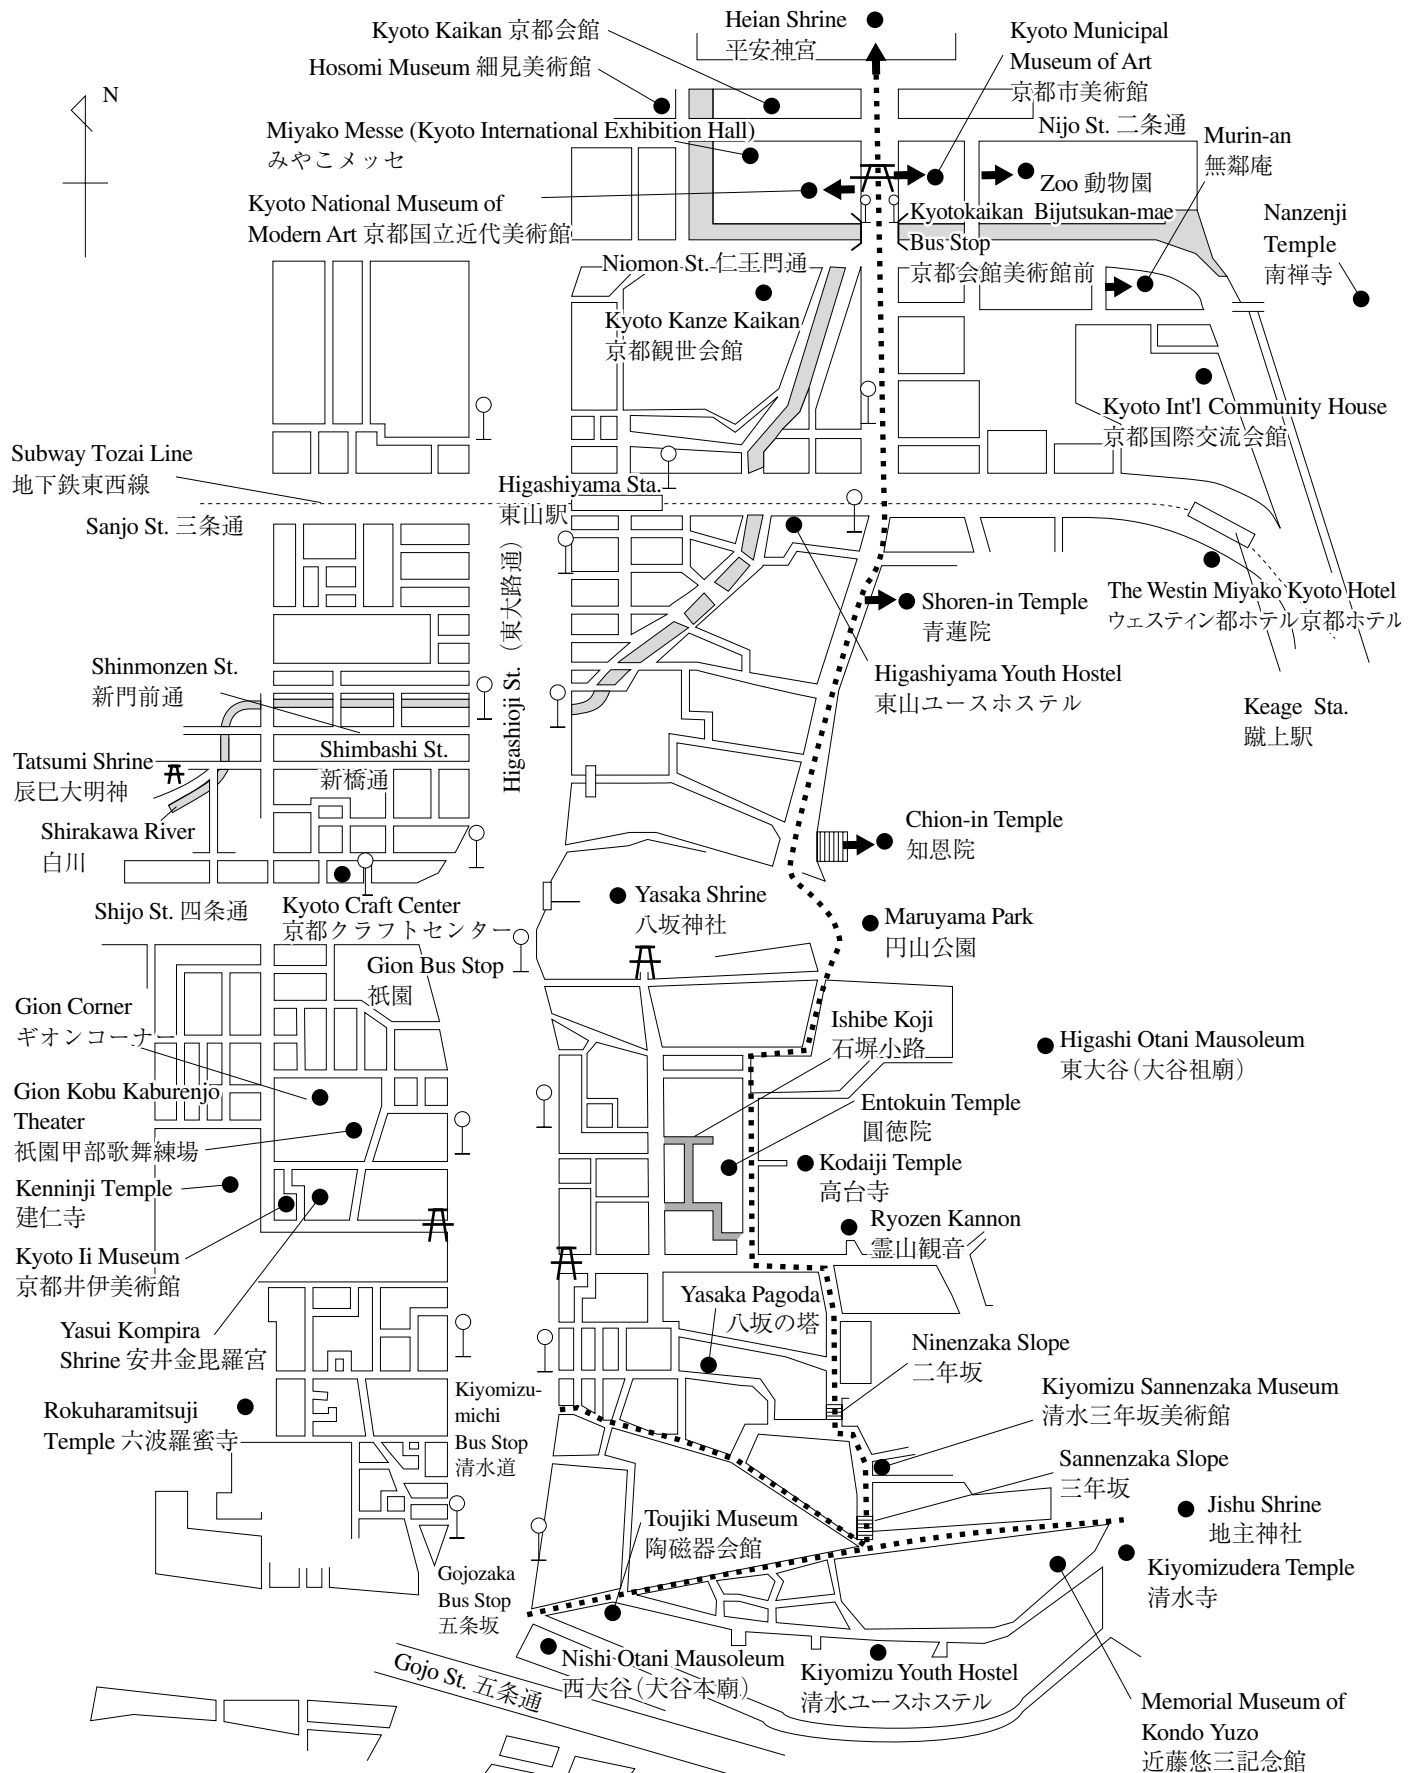 Heian Shrine
平安神宮
Kyoto Kaikan 京都会館
Hosomi Museum 細見美術館
Kyoto Municipal
Museum of Art
京都市美術館
N
Nijo St. 二条通
Miyako Messe (Kyoto International Exhibition Hall)
みやこメッセ
Murin-an
無鄰庵
Zoo 動物園
Kyoto National Museum of
Modern Art 京都国立近代美術館
Kyotokaikan Bijutsukan-mae
Bus Stop
京都会館美術館前
Nanzenji
Temple
南禅寺
Niomon St. 仁王門通
Kyoto Kanze Kaikan
京都観世会館
Kyoto Int'l Community House
京都国際交流会館
Subway Tozai Line
地下鉄東西線
Higashiyama Sta.
東山駅
Sanjo St. 三条通
Higashioji St.（東大路通）
The Westin Miyako Kyoto Hotel
ウェスティン都ホテル京都ホテル
Shoren-in Temple
青蓮院
Higashiyama Youth Hostel
東山ユースホステル
Shinmonzen St.
新門前通
Keage Sta.
蹴上駅
Shimbashi St.
新橋通
Tatsumi Shrine
辰巳大明神
Shirakawa River
白川
Chion-in Temple
知恩院
Shijo St. 四条通
Kyoto Craft Center
京都クラフトセンター
Yasaka Shrine
八坂神社
Maruyama Park
円山公園
Gion Bus Stop
祇園
Gion Corner
ギオンコーナー
Ishibe Koji
石塀小路
Higashi Otani Mausoleum
東大谷（大谷祖廟）
Gion Kobu Kaburenjo
Theater
祇園甲部歌舞練場
Entokuin Temple
圓徳院
Kodaiji Temple
高台寺
Kenninji Temple
建仁寺
Ryozen Kannon
霊山観音
Kyoto Ii Museum
京都井伊美術館
Yasaka Pagoda
八坂の塔
Yasui Kompira
Shrine 安井金毘羅宮
Ninenzaka Slope
二年坂
Kiyomizu Sannenzaka Museum
清水三年坂美術館
Kiyomizu-
michi
Bus Stop
清水道
Rokuharamitsuji
Temple 六波羅蜜寺
Sannenzaka Slope
三年坂
Jishu Shrine
地主神社
Toujiki Museum
陶磁器会館
Kiyomizudera Temple
清水寺
Gojozaka
Bus Stop
五条坂
Nishi Otani Mausoleum
西大谷（大谷本廟）
Kiyomizu Youth Hostel
清水ユースホステル
Gojo St. 五条通
Memorial Museum of
Kondo Yuzo
近藤悠三記念館